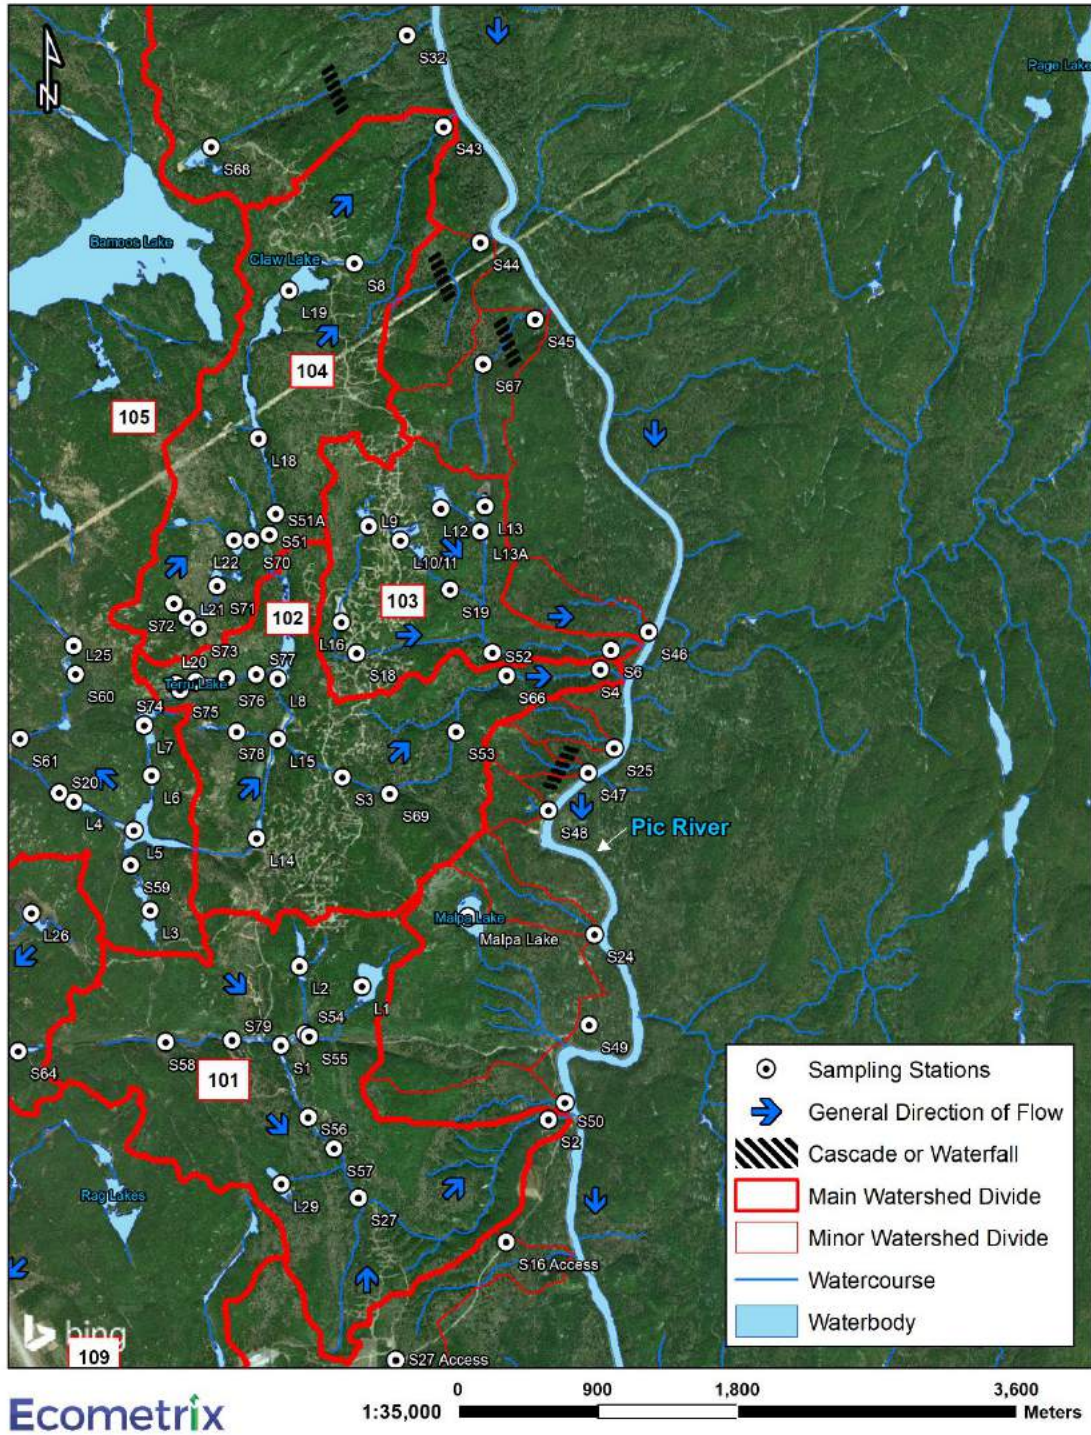 N
S32
Page Lake
S68
S43
Bamoos Lake
S44
Claw Lake
S8
L19
S45
104
S67
105
L18
S51A
L9
L12
L13
S51
L22
S70
L10/11
L13A
L21
S71
103
S19
S72
102
S73
L16
S46
L25
L20
S77
S18
S52
S6
S60
Terru Lake
S76
L8
S66
S4
S74
S75
L7
S78
L15
S53
S61
S25
S20
L6
S3
S69
S47
L4
S48
Pic River
L5
L14
S59
L26
L3
Malpa Lake
Malpa Lake
S24
L2
L1
S54
S79
S55
S49
S64
S58
S1
101
S50
S56
S2
S57
Rag Lakes
L29
S27
S16 Access
bing
109
S27 Access
Sampling Stations
General Direction of Flow
Cascade or Waterfall
Main Watershed Divide
Minor Watershed Divide
Watercourse
Waterbody
Ecometrix
1:35,000
0 900 1,800 3,600
Meters